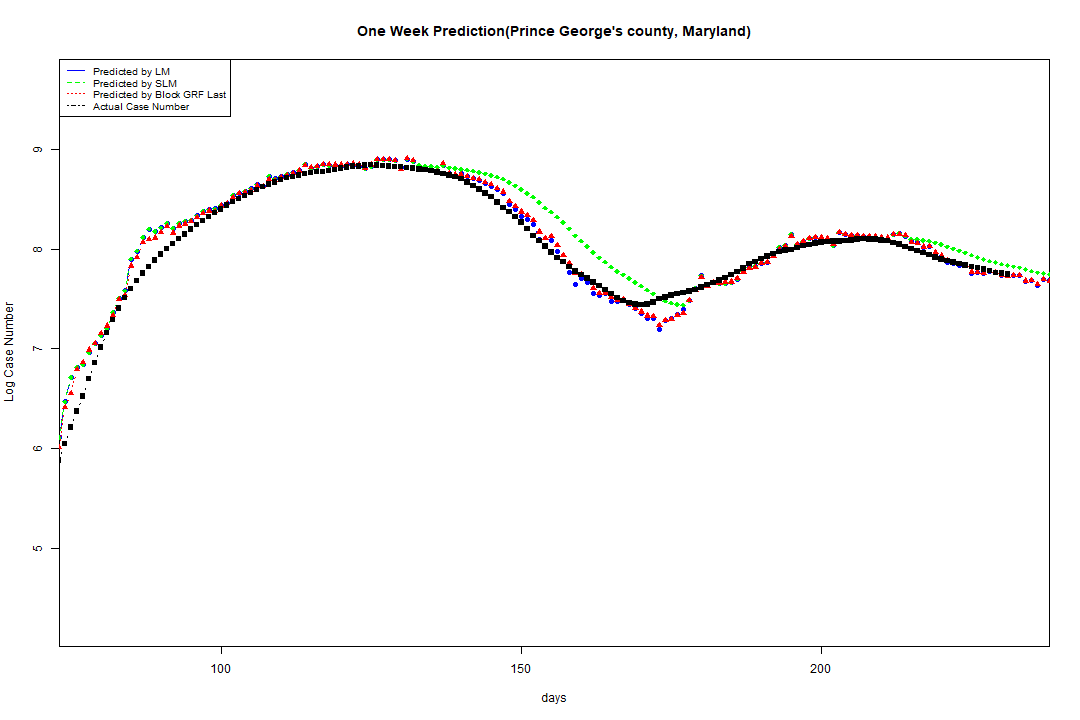 One Week Prediction(Prince George's county, Maryland)
Predicted by LM
Predicted by SLM
Predicted by Block GRF Last
Actual Case Number
9
8
7
6
5
Log Case Number
100 150 200
days